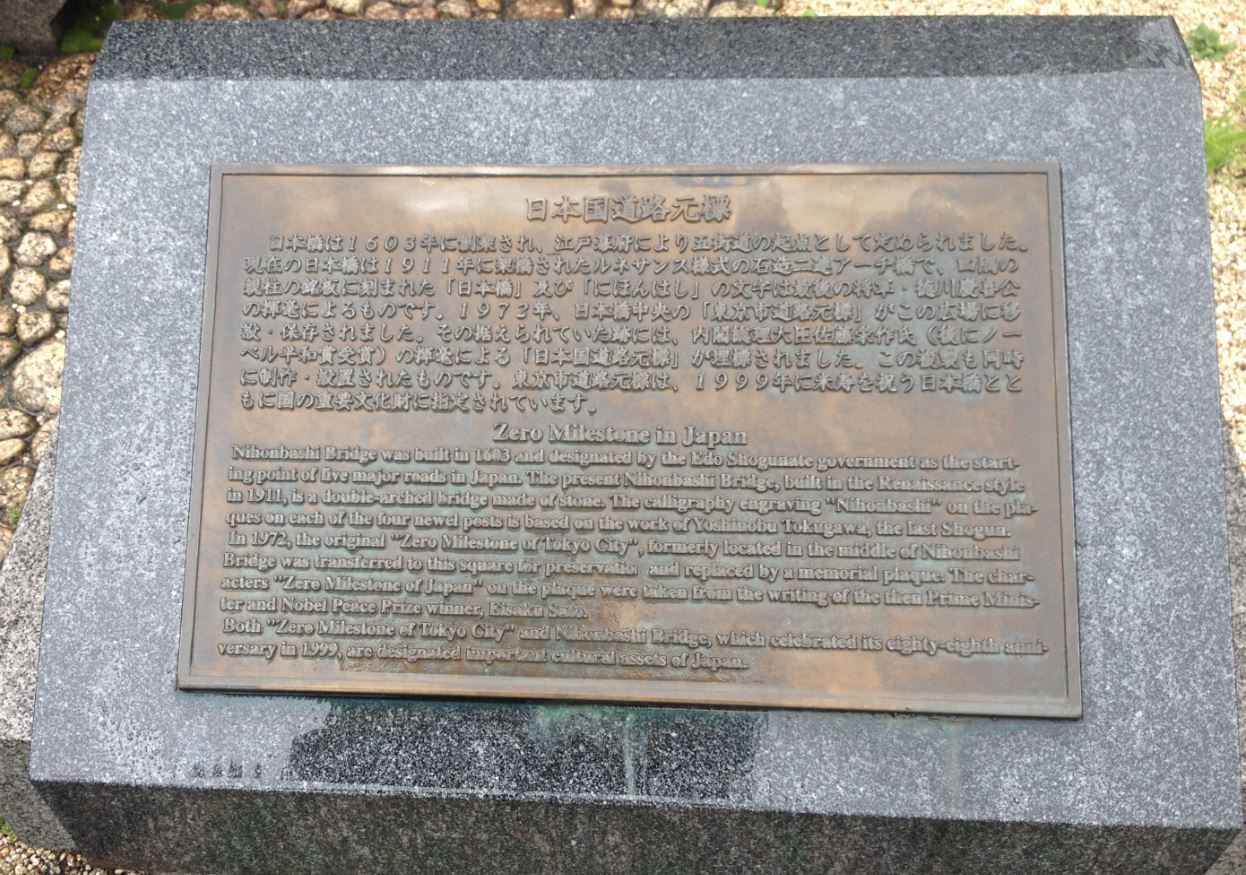 日本国道路元標
日本橋は1603年に創架され、江戸幕府により五街道の起点として定められました。
現在の日本橋は1911年に架橋されたルネサンス様式の石造二連アーチ橋で、四隅の
親柱の銘板に刻まれた「日本橋」及び「にほんはし」の文字は最後の将軍・徳川慶喜公
の揮毫によるものです。1972年、日本橋中央の「東京市道路元標」がこの広場に移
設・保存されました。その据えられていた跡には、内閣総理大臣佐藤栄作氏（後にノー
ベル平和賞受賞）の揮毫による「日本国道路元標」が埋標されました。この複製も同時
に制作・設置されたものです。東京市道路元標は、1999年に米寿を祝う日本橋とと
もに国の重要文化財に指定されています。
Zero Milestone in Japan
Nihonbashi Bridge was built in 1603 and designated by the Edo Shogunate government as the start-
ing point of five major roads in Japan. The present Nihonbashi Bridge, built in the Renaissance style
in 1911, is a double-arched bridge made of stone. The calligraphy engraving "Nihonbashi" on the pla-
ques on each of the four newel posts is based on the work of Yoshinobu Tokugawa, the last Shogun.
In 1972, the original "Zero Milestone of Tokyo City", formerly located in the middle of Nihonbashi
Bridge was transferred to this square for preservatio and replaced by a memorial plaque. The char-
acters "Zero Milestone of Japan" on the plaque were taken from the writing of the then Prime Minis-
ter and Nobel Peace Prize winner, Eisaku Sato.
Both "Zero Milestone of Tokyo City" and Nihonbashi Bridge, which celebrated its eighty-eighth anni-
versary in 1999, are designated important cultural assets of Japan.